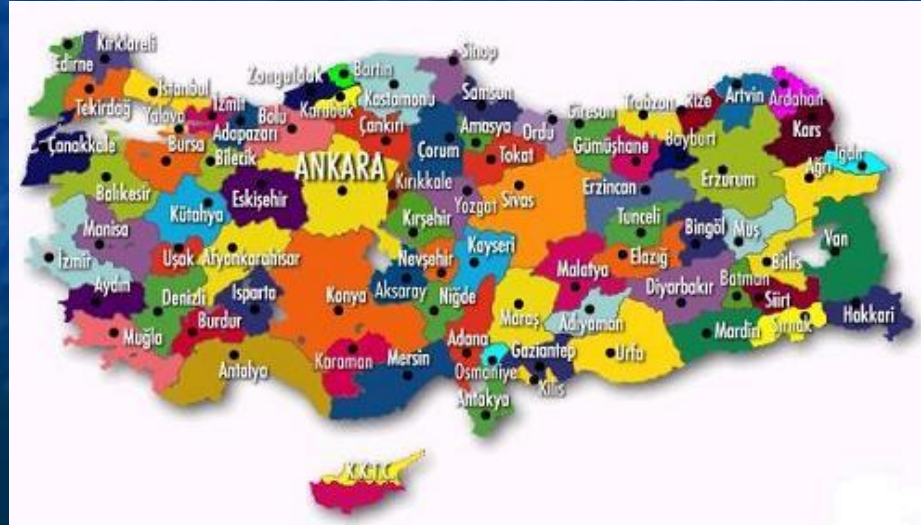 Kırklareli
Edirne
Tekirdağ
İstanbul
Yalova
İzmit
Adapazarı
Zonguldak
Bartın
Karabük
Kastamonu
Sinop
Samsun
Bolu
Çankırı
Çorum
Amasya
Ordu
Giresun
Trabzon
Rize
Artvin
Ardahan
Kars
Çanakkale
Bursa
Bilecik
ANKARA
Tokat
Gümüşhane
Bayburt
Iğdır
Ağrı
Balıkesir
Kütahya
Eskişehir
Kırıkkale
Yozgat
Sivas
Erzincan
Erzurum
Kırşehir
Tunceli
Bingöl
Muş
Van
Manisa
İzmir
Uşak
Afyonkarahisar
Nevşehir
Kayseri
Malatya
Elazığ
Bitlis
Aydın
Denizli
Isparta
Konya
Aksaray
Niğde
Diyarbakır
Batman
Siirt
Muğla
Burdur
Maraş
Adıyaman
Mardin
Şırnak
Hakkari
Antalya
Karaman
Mersin
Adana
Osmaniye
Gaziantep
Urfa
Kilis
Antakya
K.K.T.C.